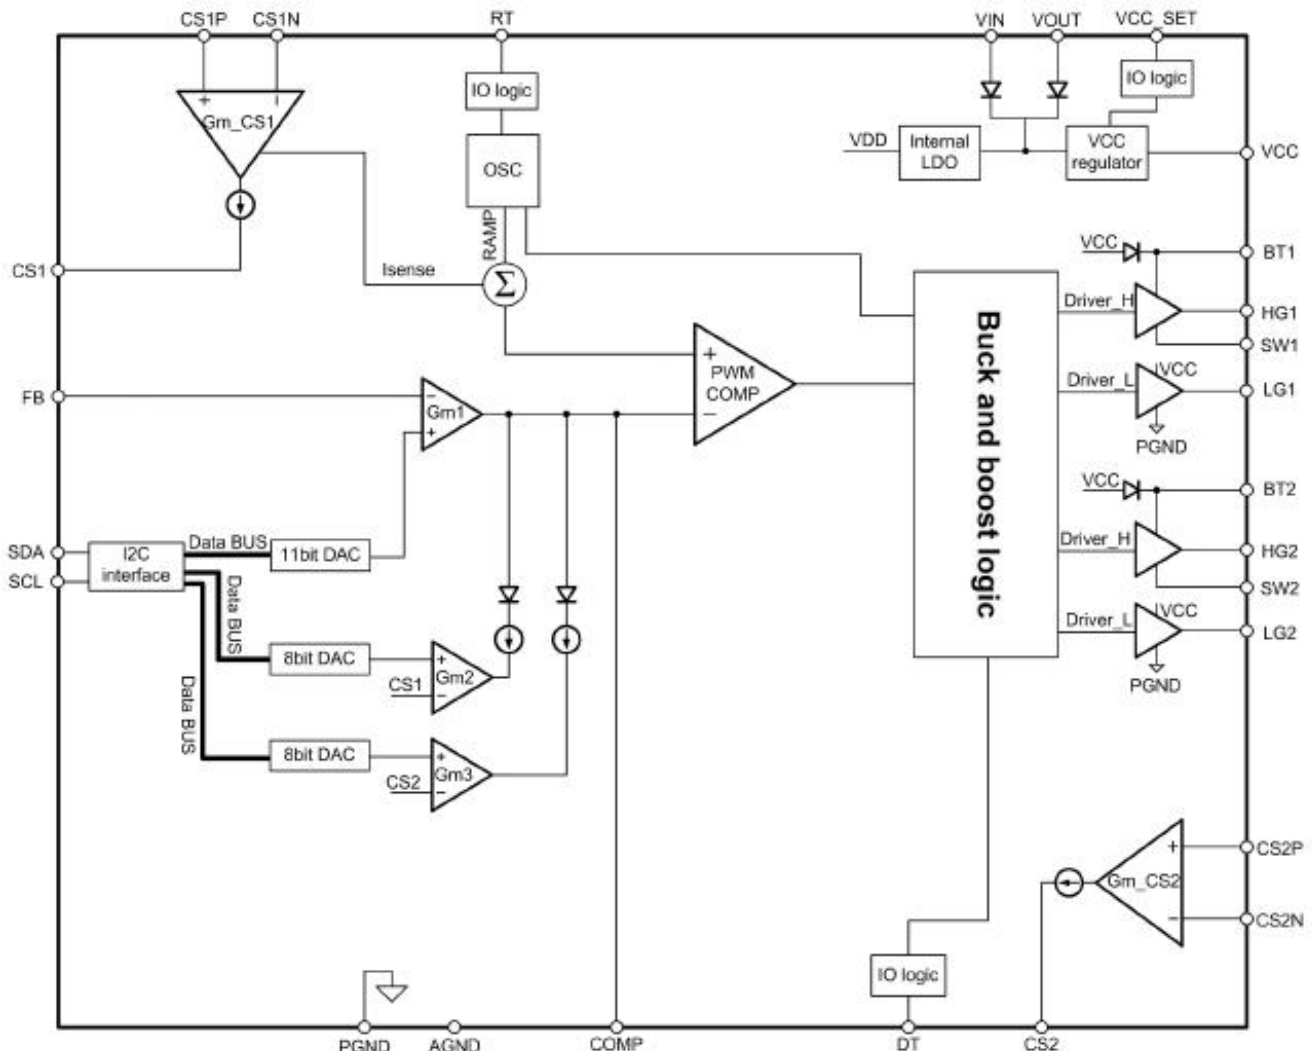 CS1P
CS1N
RT
VIN
VOUT
VCC_SET
IO logic
IO logic
+
−
Gm_CS1
OSC
VDD
Internal
LDO
VCC
regulator
VCC
RAMP
CS1
Isense
Σ
VCC
BT1
Driver_H
HG1
SW1
Buck and boost logic
+
PWM
COMP
−
Driver_L
VCC
LG1
PGND
FB
−
Gm1
+
VCC
BT2
SDA
SCL
I2C
interface
Data BUS
11bit DAC
Driver_H
HG2
SW2
Data BUS
8bit DAC
+
Gm2
CS1
−
Driver_L
VCC
LG2
PGND
Data BUS
8bit DAC
+
Gm3
CS2
−
+
CS2P
Gm_CS2
−
CS2N
IO logic
PGND
AGND
COMP
DT
CS2